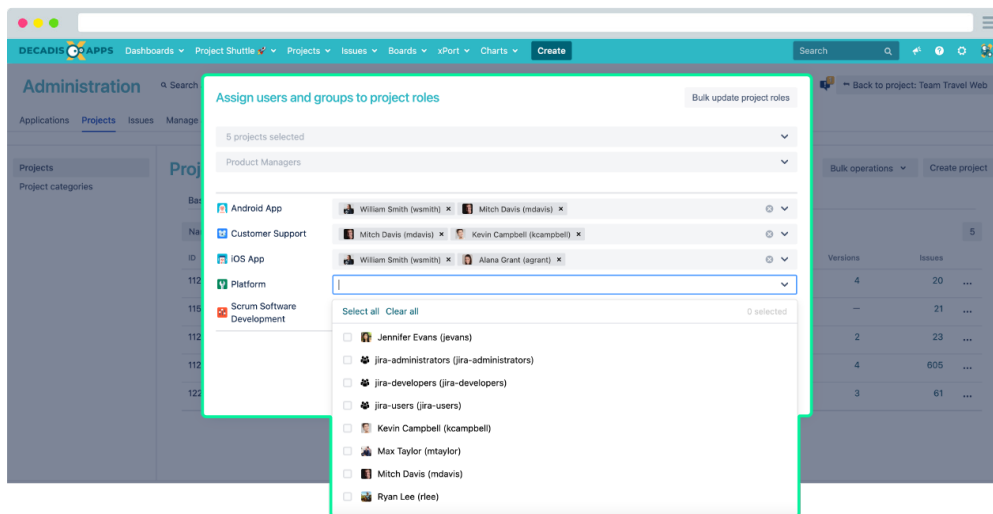 DECADIS APPS Dashboards Project Shuttle Projects Issues Boards xPort Charts Create Search
Administration Search Back to project: Team Travel Web
Applications Projects Issues Manage
Assign users and groups to project roles Bulk update project roles
5 projects selected
Product Managers
Projects
Project categories
Bulk operations Create project
Android App William Smith (wsmith) × Mitch Davis (mdavis) ×
Customer Support Mitch Davis (mdavis) × Kevin Campbell (kcampbell) ×
5
iOS App William Smith (wsmith) × Alana Grant (agrant) ×
ID Versions Issues
Platform
112 4 20 ...
Scrum Software
Development
Select all Clear all 0 selected
115 — 21 ...
Jennifer Evans (jevans)
112 2 23 ...
jira-administrators (jira-administrators)
112 4 605 ...
jira-developers (jira-developers)
122 3 61 ...
jira-users (jira-users)
Kevin Campbell (kcampbell)
Max Taylor (mtaylor)
Mitch Davis (mdavis)
Ryan Lee (rlee)